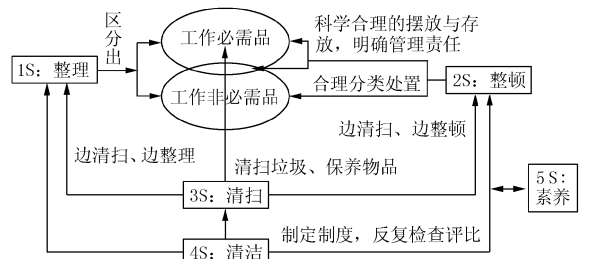 区
分
出
工作必需品
科学合理的摆放与存
放，明确管理责任
1S：整理
工作非必需品
合理分类处置
2S：整顿
边清扫、边整理
清扫垃圾、保养物品
边清扫、边整顿
3S：清扫
5S：
素养
4S：清洁
制定制度，反复检查评比